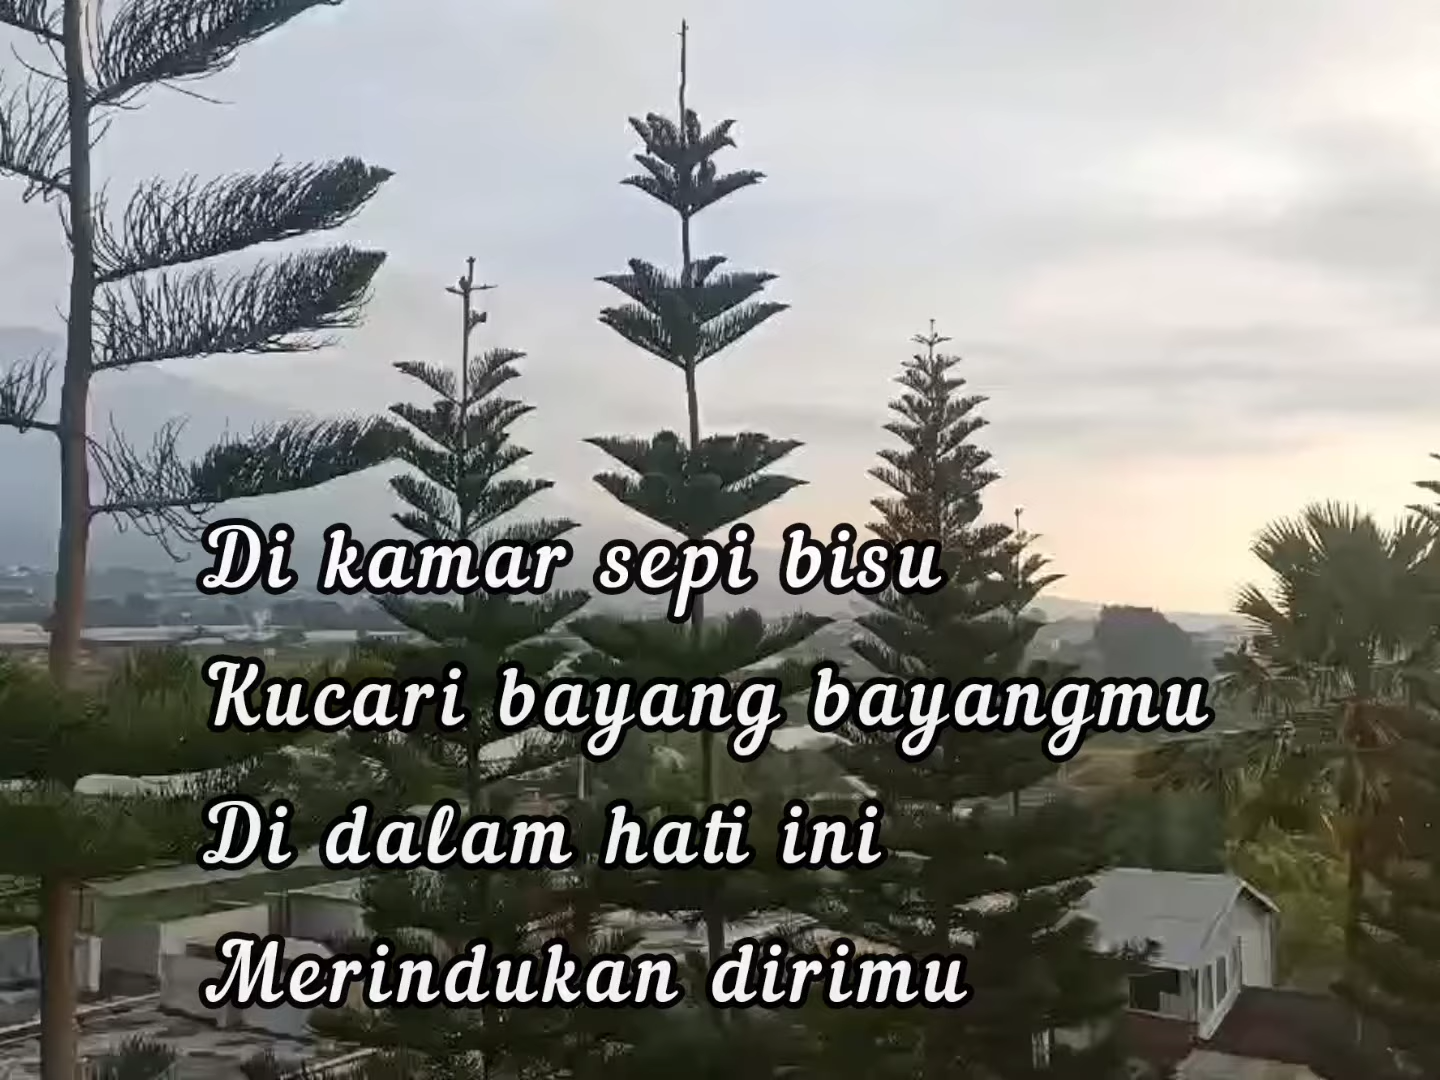 Di kamar sepi bisu
Kucari bayang bayangmu
Di dalam hati ini
Merindukan dirimu